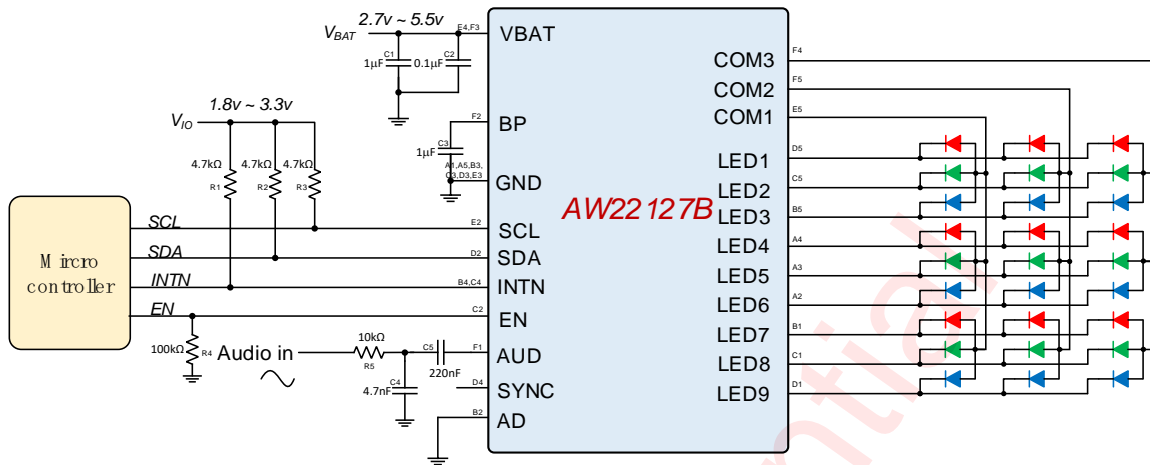 2.7v ~ 5.5v
VBAT
E4,F3
VBAT
C1
1µF
C2
0.1µF
F4
COM3
F5
COM2
E5
COM1
1.8v ~ 3.3v
VIO
F2
BP
C3
1µF
A1,A5,B3,
C3,D3,E3
GND
4.7kΩ
R1
4.7kΩ
R2
4.7kΩ
R3
AW22127B
D5
LED1
C5
LED2
B5
LED3
A4
LED4
A3
LED5
A2
LED6
B1
LED7
C1
LED8
D1
LED9
Mircro
controller
SCL
E2
SCL
SDA
D2
SDA
INTN
B4,C4
INTN
EN
C2
EN
100kΩ
R4
Audio in
10kΩ
R5
C5
220nF
F1
AUD
C4
4.7nF
D4
SYNC
B2
AD